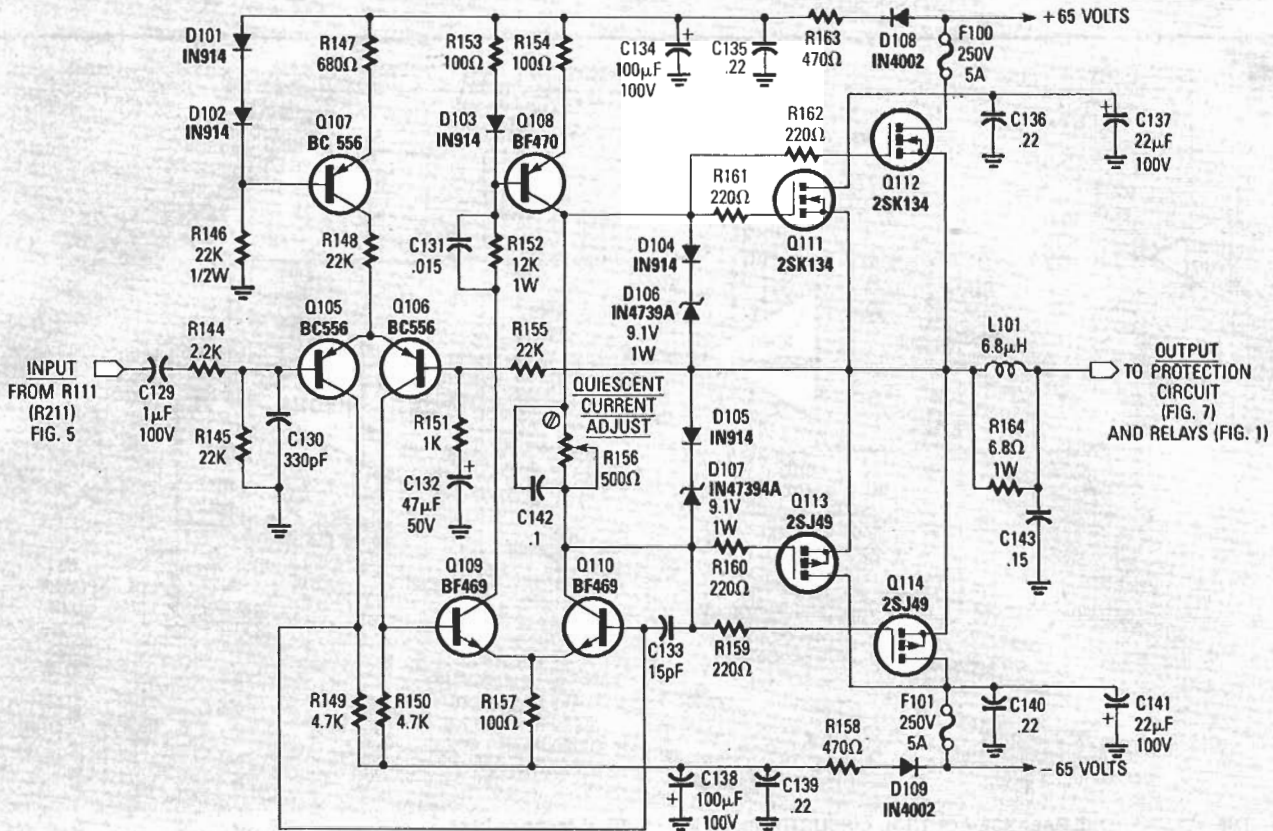 D101
IN914
R147
680Ω
R153
100Ω
R154
100Ω
C134
100µF
100V
+
C135
.22
R163
470Ω
D108
IN4002
+65 VOLTS
F100
250V
5A
D102
IN914
Q107
BC 556
D103
IN914
Q108
BF470
R162
220Ω
Q112
2SK134
C136
.22
+
C137
22µF
100V
R161
220Ω
Q111
2SK134
R146
22K
1/2W
R148
22K
C131
.015
R152
12K
1W
D104
IN914
D106
IN4739A
9.1V
1W
Q105
BC556
Q106
BC556
R155
22K
L101
6.8µH
INPUT
FROM R111
(R211)
FIG. 5
C129
1µF
100V
R144
2.2K
OUTPUT
TO PROTECTION
CIRCUIT
(FIG. 7)
AND RELAYS (FIG. 1)
R145
22K
C130
330pF
R151
1K
C132
47µF
50V
+
QUIESCENT
CURRENT
ADJUST
R156
500Ω
C142
.1
D105
IN914
D107
IN47394A
9.1V
1W
R164
6.8Ω
1W
C143
.15
Q113
2SJ49
R160
220Ω
Q109
BF469
Q110
BF469
Q114
2SJ49
C133
15pF
R159
220Ω
R149
4.7K
R150
4.7K
R157
100Ω
R158
470Ω
F101
250V
5A
C140
.22
+
C141
22µF
100V
+
C138
100µF
100V
C139
.22
D109
IN4002
−65 VOLTS